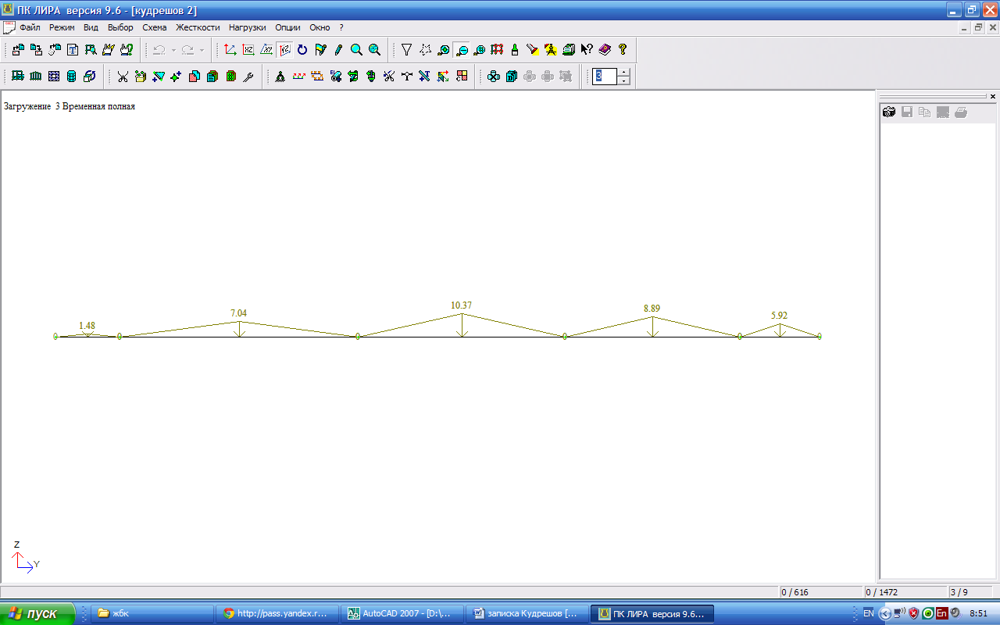 ПК ЛИРА версия 9.6 - [кудрешов 2]
Файл Режим Вид Выбор Схема Жесткости Нагрузки Опции Окно ?
3
Загружение 3 Временная полная
10.37
7.04 8.89
1.48 5.92
0 0 0 0 0 0
Z
Y
0 / 616 0 / 1472 3 / 9
пуск жбк http://pass.yandex.r... AutoCAD 2007 - [D:\... записка Кудрешов [... ПК ЛИРА версия 9.6... EN En 8:51